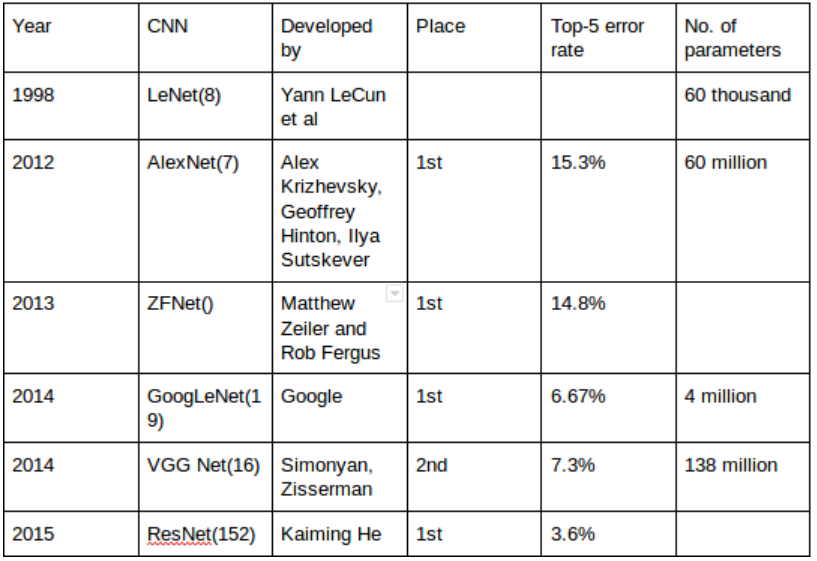 Year CNN Developed by Place Top-5 error rate No. of parameters
1998 LeNet(8) Yann LeCun et al 60 thousand
2012 AlexNet(7) Alex Krizhevsky, Geoffrey Hinton, Ilya Sutskever 1st 15.3% 60 million
2013 ZFNet() Matthew Zeiler and Rob Fergus 1st 14.8%
2014 GoogLeNet(19) Google 1st 6.67% 4 million
2014 VGG Net(16) Simonyan, Zisserman 2nd 7.3% 138 million
2015 ResNet(152) Kaiming He 1st 3.6%